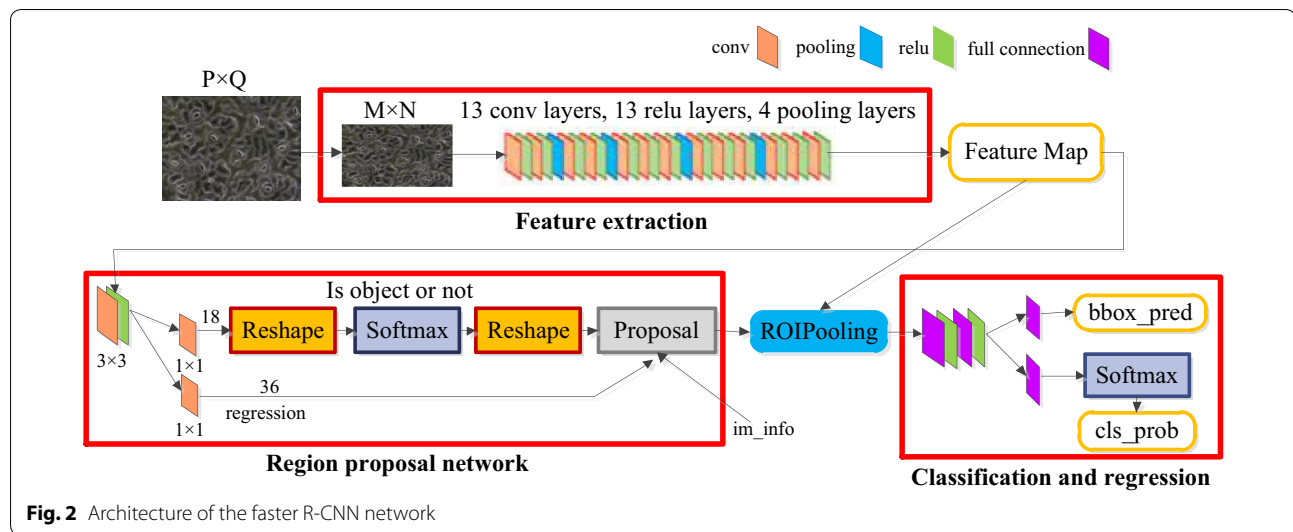 conv pooling relu full connection
P×Q
M×N
13 conv layers, 13 relu layers, 4 pooling layers
Feature Map
Feature extraction
Is object or not
18
Reshape
Softmax
Reshape
Proposal
ROIPooling
bbox_pred
3×3
1×1
36
regression
1×1
Softmax
im_info
cls_prob
Region proposal network
Classification and regression
Fig. 2 Architecture of the faster R-CNN network